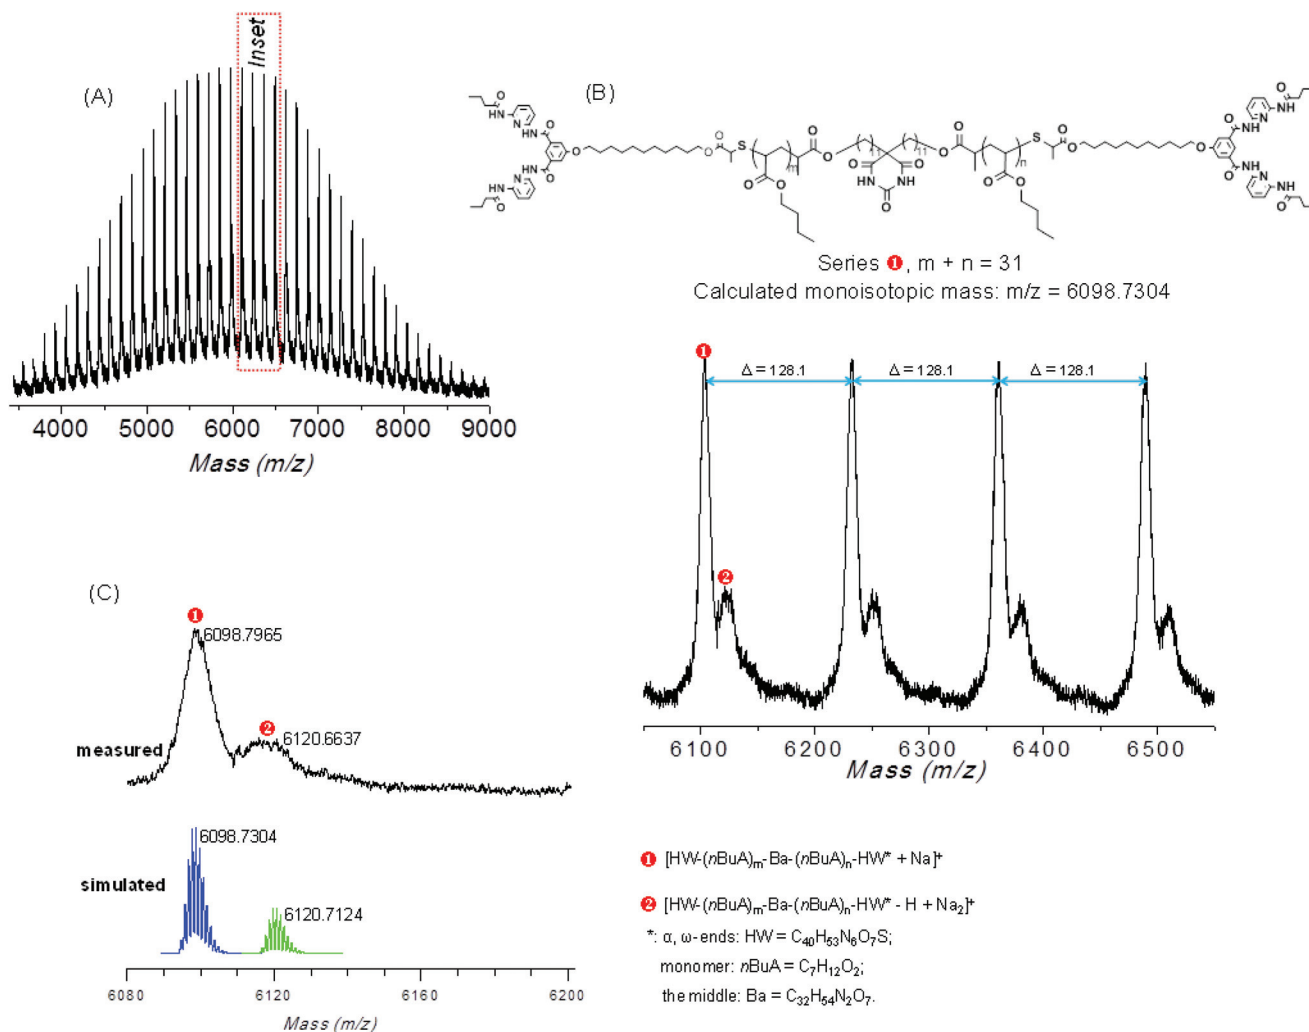 (A)
Inset
4000 5000 6000 7000 8000 9000
Mass (m/z)
(B)
Series ❶, m + n = 31
Calculated monoisotopic mass: m/z = 6098.7304
❶
Δ = 128.1 Δ = 128.1 Δ = 128.1
❷
6100 6200 6300 6400 6500
Mass (m/z)
(C)
❶
6098.7965
❷
6120.6637
measured
6098.7304
simulated
6120.7124
6080 6120 6160 6200
Mass (m/z)
❶ [HW-(nBuA)m-Ba-(nBuA)n-HW* + Na]+
❷ [HW-(nBuA)m-Ba-(nBuA)n-HW* - H + Na2]+
*: α, ω-ends: HW = C40H53N6O7S;
monomer: nBuA = C7H12O2;
the middle: Ba = C32H54N2O7.